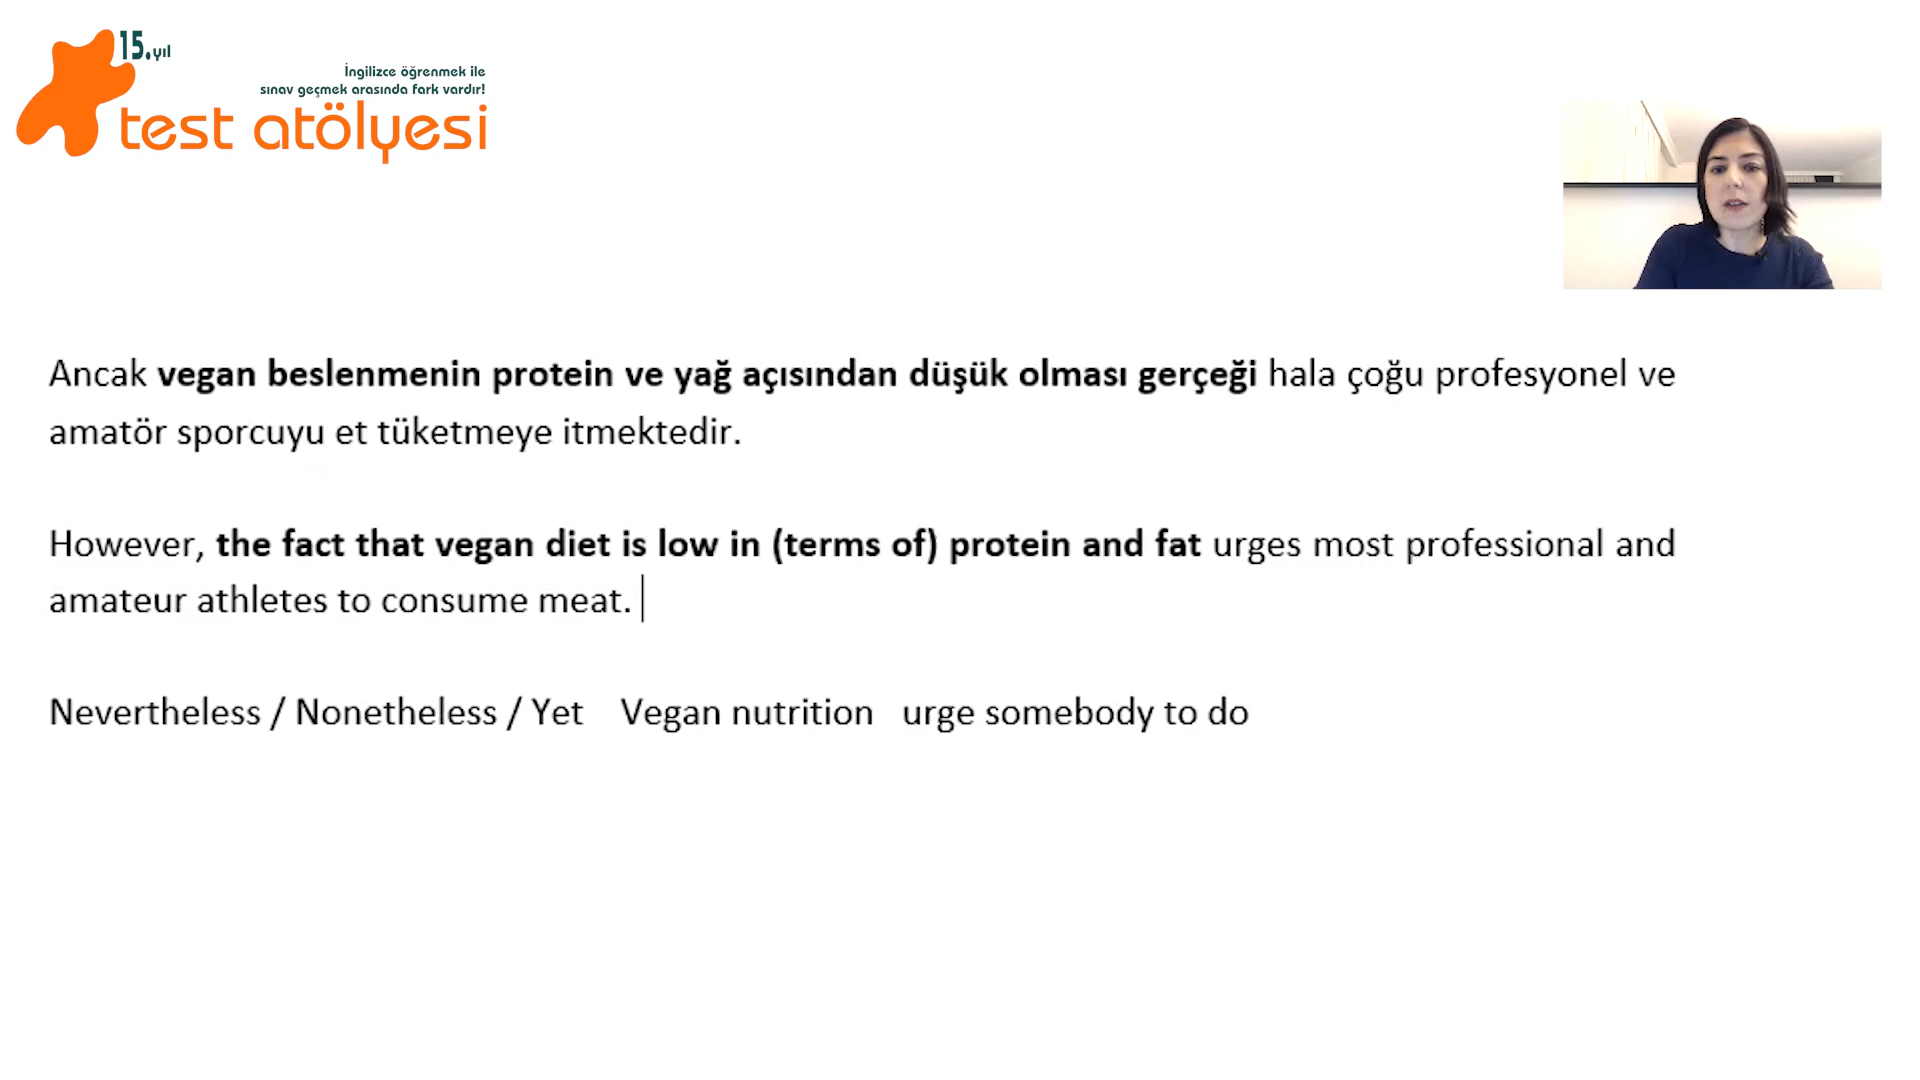 15.yıl
İngilizce öğrenmek ile
sınav geçmek arasında fark vardır!
test atölyesi
Ancak vegan beslenmenin protein ve yağ açısından düşük olması gerçeği hala çoğu profesyonel ve
amatör sporcuyu et tüketmeye itmektedir.
However, the fact that vegan diet is low in (terms of) protein and fat urges most professional and
amateur athletes to consume meat.
Nevertheless / Nonetheless / Yet Vegan nutrition urge somebody to do